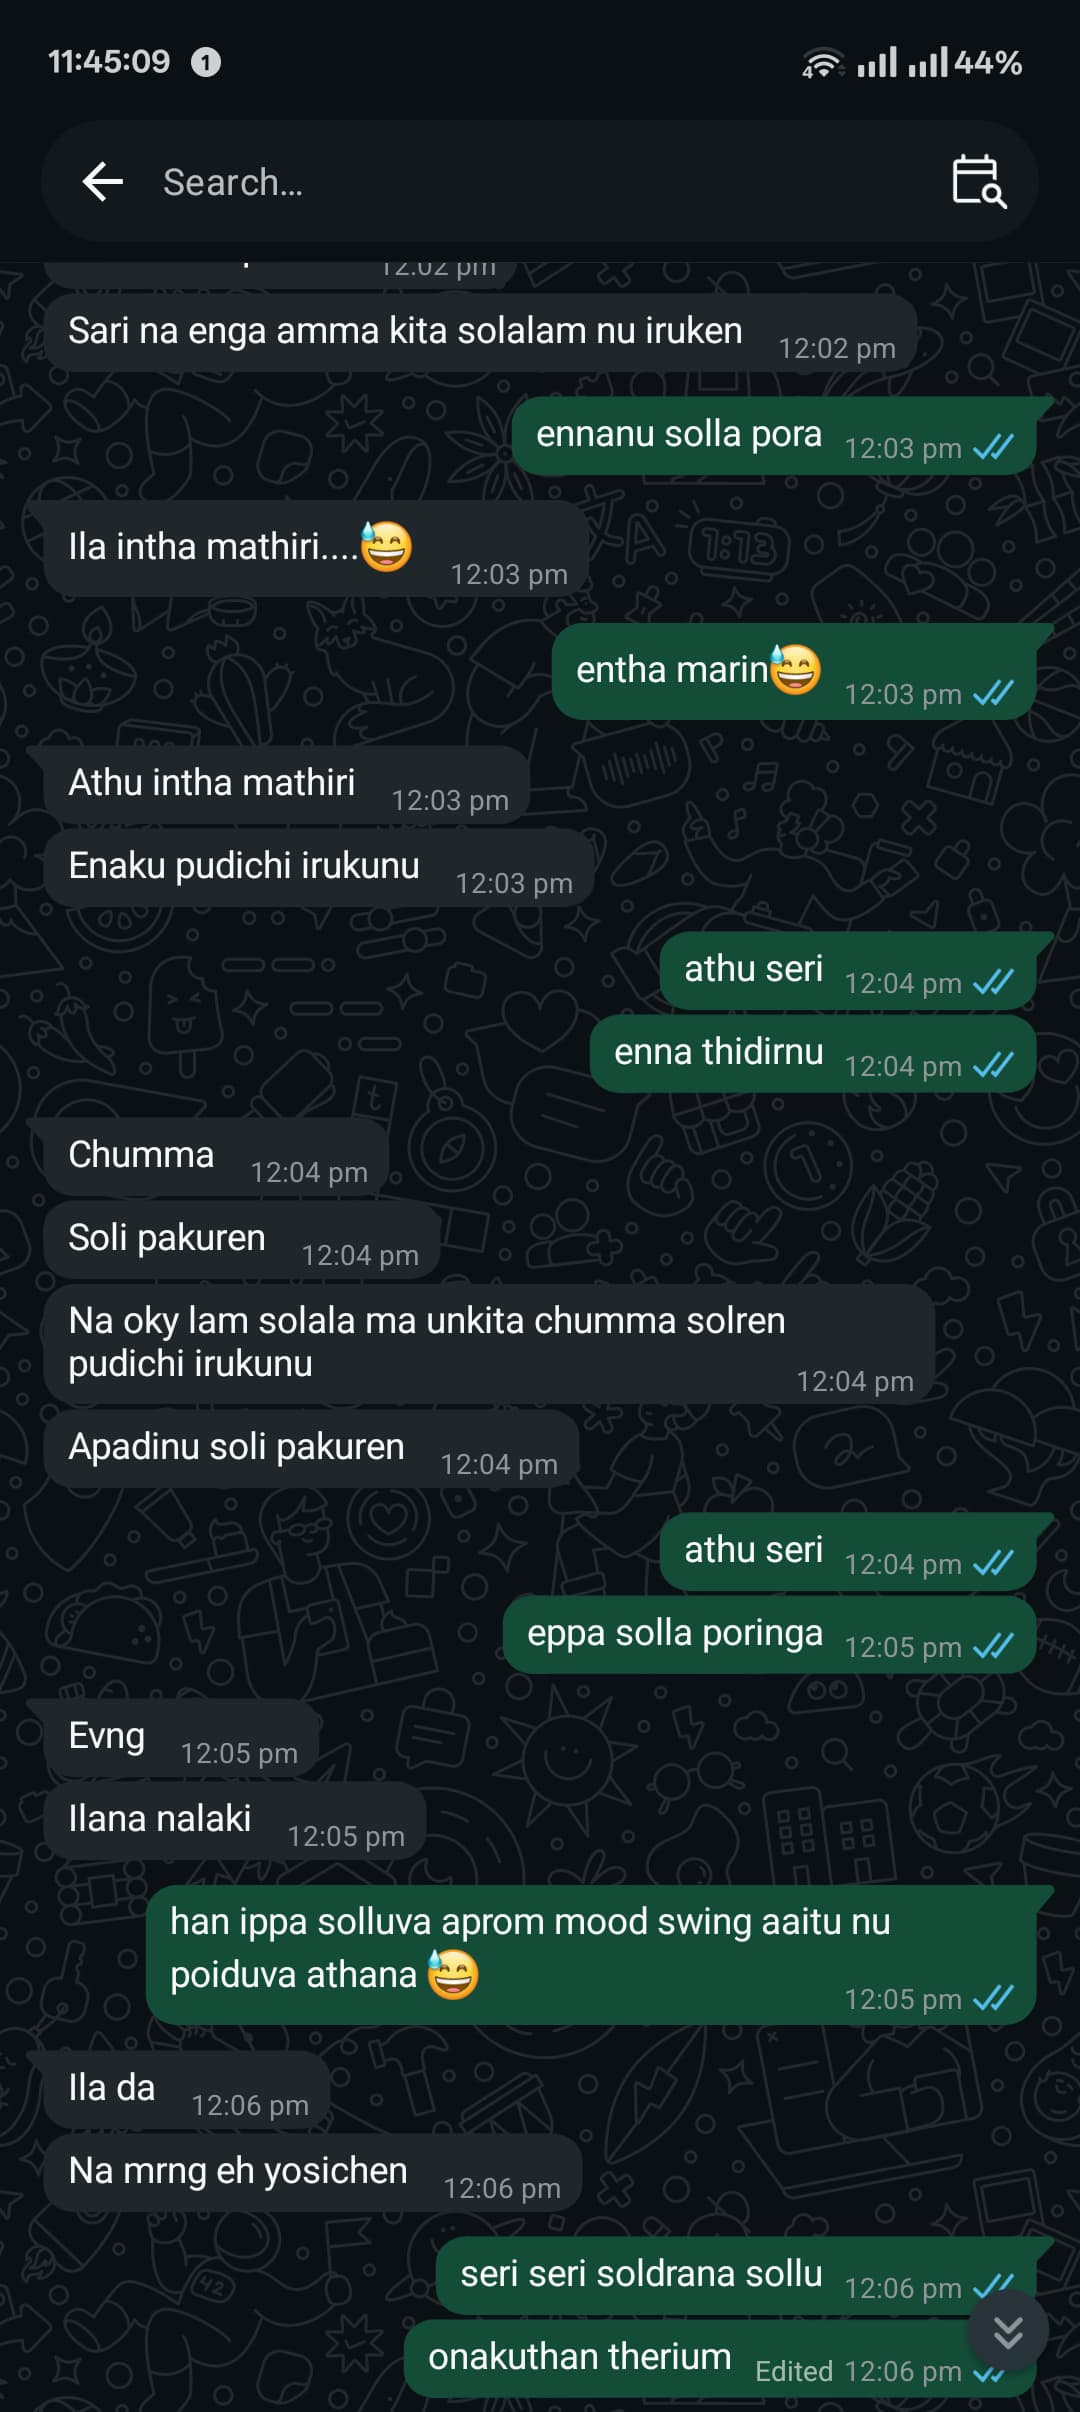 11:45:09 1 4 44%
Search...
12:02 pm
Sari na enga amma kita solalam nu iruken 12:02 pm
ennanu solla pora 12:03 pm
Ila intha mathiri....😅 12:03 pm
entha marin😅 12:03 pm
Athu intha mathiri 12:03 pm
Enaku pudichi irukunu 12:03 pm
athu seri 12:04 pm
enna thidirnu 12:04 pm
Chumma 12:04 pm
Soli pakuren 12:04 pm
Na oky lam solala ma unkita chumma solren
pudichi irukunu 12:04 pm
Apadinu soli pakuren 12:04 pm
athu seri 12:04 pm
eppa solla poringa 12:05 pm
Evng 12:05 pm
Ilana nalaki 12:05 pm
han ippa solluva aprom mood swing aaitu nu
poiduva athana😅 12:05 pm
Ila da 12:06 pm
Na mrng eh yosichen 12:06 pm
seri seri soldrana sollu 12:06 pm
onakuthan therium Edited 12:06 pm